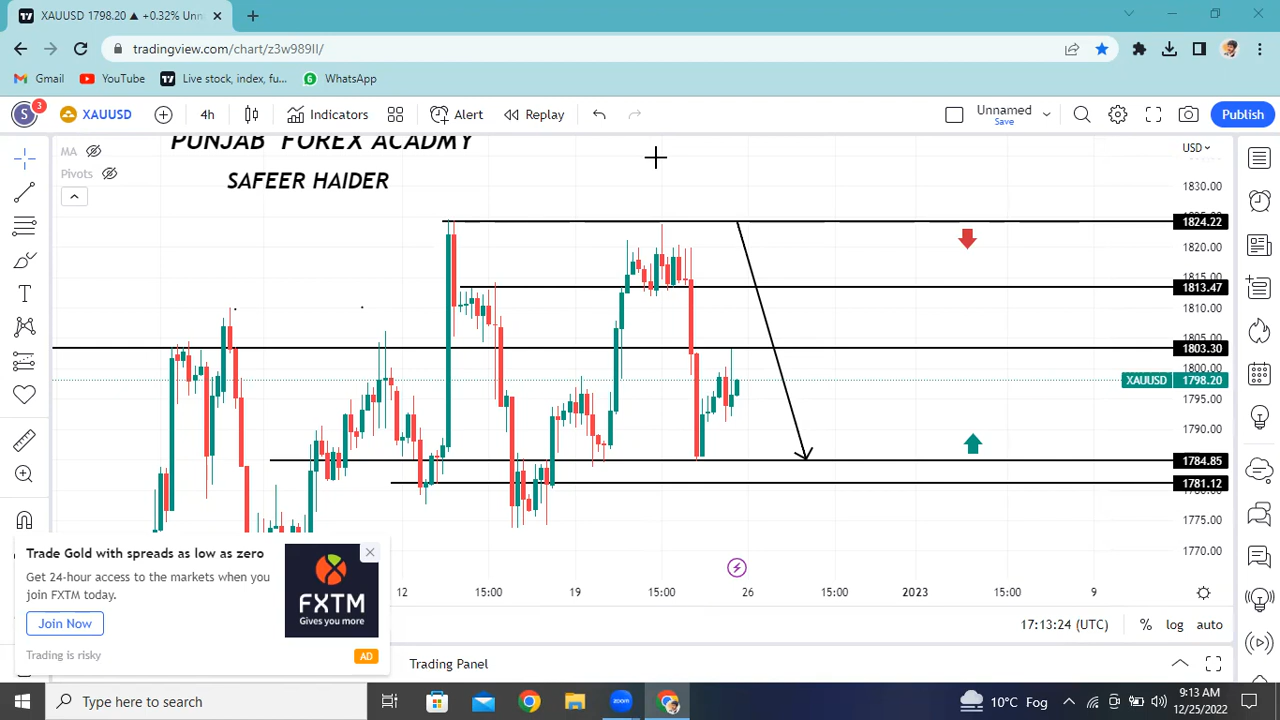 XAUUSD 1798.20 ▲ +0.32% Unn
tradingview.com/chart/z3w989II/
Gmail
YouTube
Live stock, index, fu...
6
WhatsApp
S
3
XAUUSD
4h
Indicators
Alert
Replay
Unnamed
Save
Publish
PUNJAB FOREX ACADMY
SAFEER HAIDER
MA
Pivots
USD
1830.00
1824.22
1820.00
1815.00
1813.47
1810.00
1805.00
1803.30
1800.00
XAUUSD 1798.20
1795.00
1790.00
1784.85
1781.12
1775.00
1770.00
Trade Gold with spreads as low as zero
Get 24-hour access to the markets when you
join FXTM today.
Join Now
Trading is risky
AD
FXTM
Gives you more
12
15:00
19
15:00
26
15:00
2023
15:00
9
17:13:24 (UTC)
%
log
auto
Trading Panel
Type here to search
zoom
10°C Fog
9:13 AM
12/25/2022